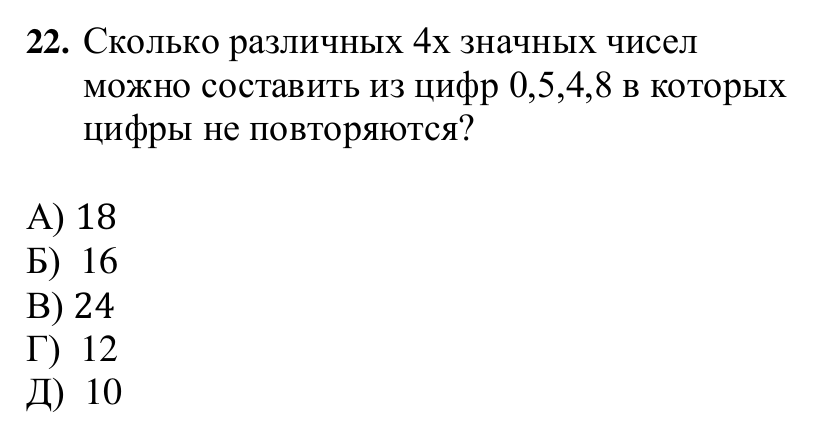 22. Сколько различных 4х значных чисел
можно составить из цифр 0,5,4,8 в которых
цифры не повторяются?
А) 18
Б) 16
В) 24
Г) 12
Д) 10